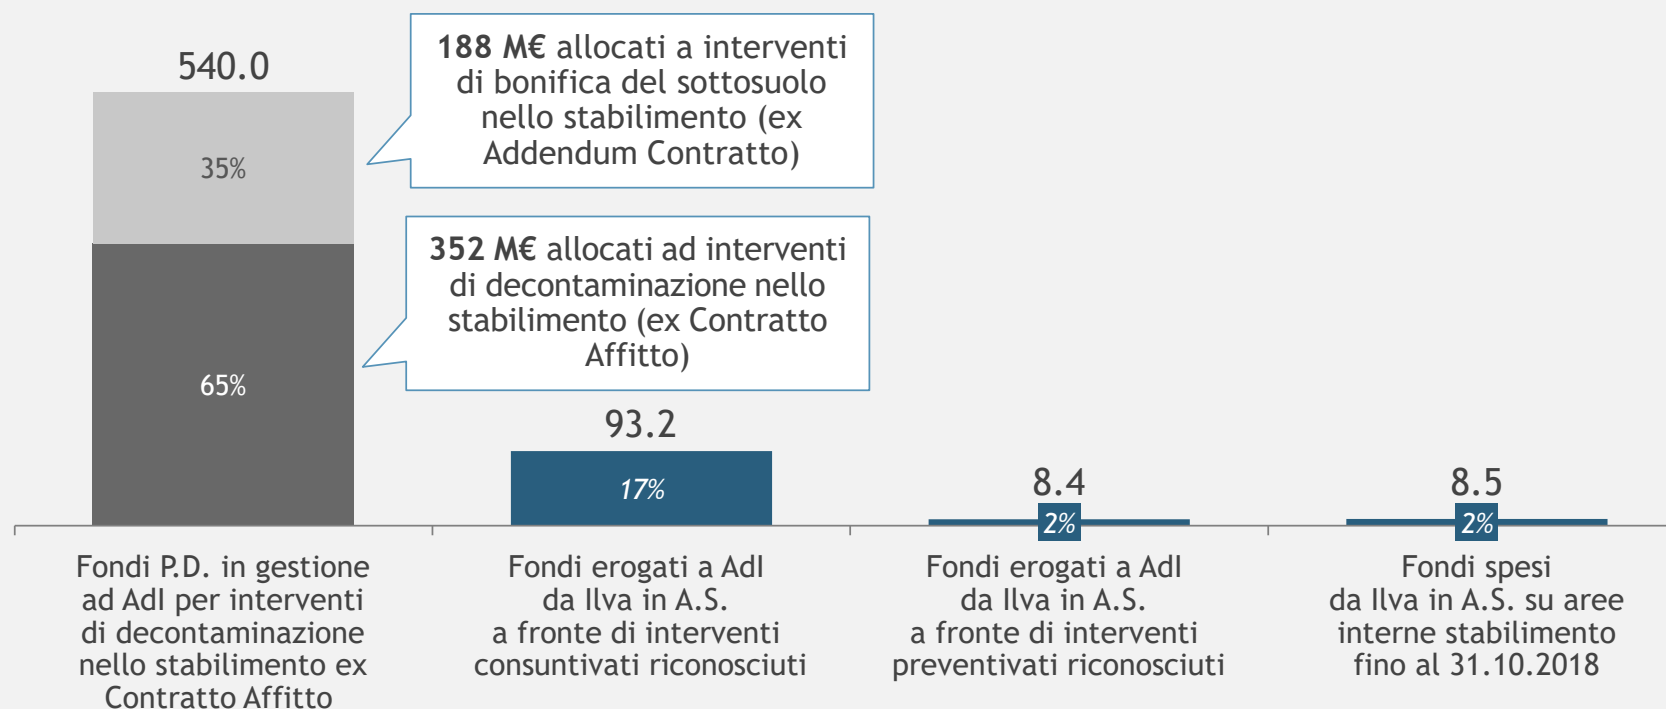 540.0
35%
65%
188 M€ allocati a interventi
di bonifica del sottosuolo
nello stabilimento (ex
Addendum Contratto)
352 M€ allocati ad interventi
di decontaminazione nello
stabilimento (ex Contratto
Affitto)
93.2
17%
8.4
2%
8.5
2%
Fondi P.D. in gestione
ad AdI per interventi
di decontaminazione
nello stabilimento ex
Contratto Affitto
Fondi erogati a AdI
da Ilva in A.S.
a fronte di interventi
consuntivati riconosciuti
Fondi erogati a AdI
da Ilva in A.S.
a fronte di interventi
preventivati riconosciuti
Fondi spesi
da Ilva in A.S. su aree
interne stabilimento
fino al 31.10.2018